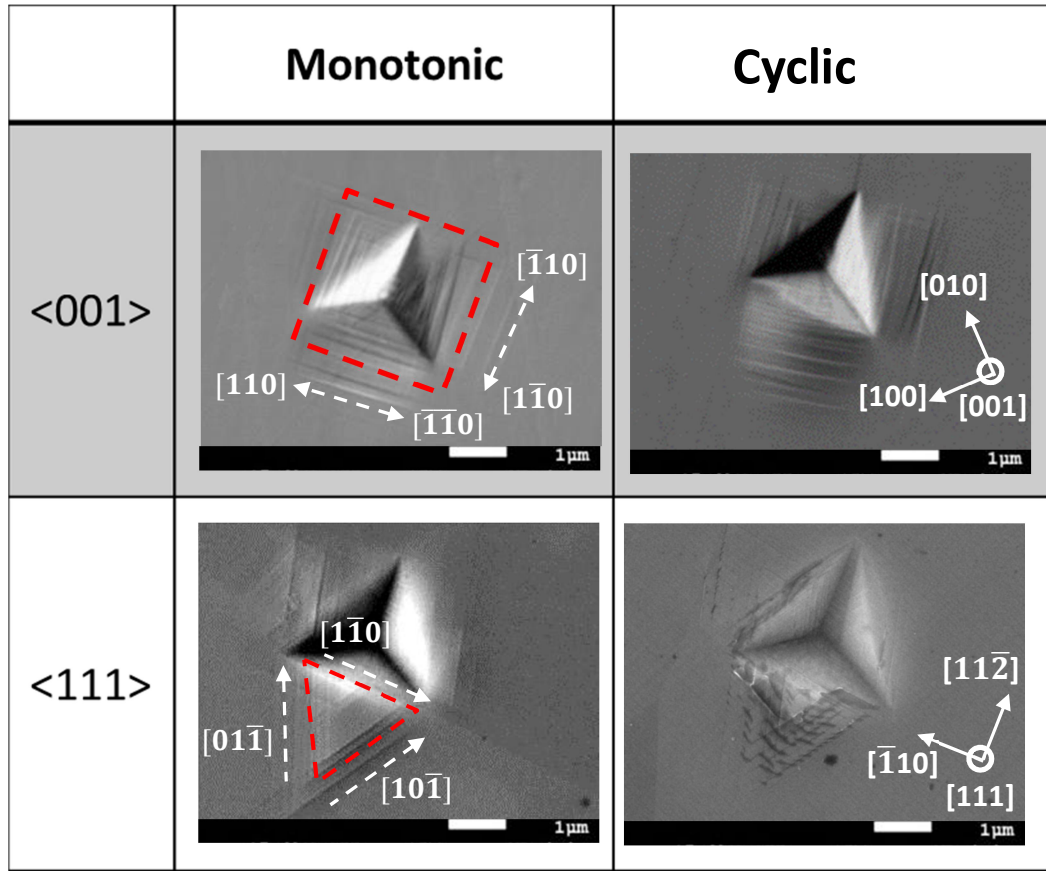 Monotonic
Cyclic
<001>
[1̅10]
[110]
[1̅1̅0]
[11̅0]
1μm
[010]
[100]
[001]
1μm
<111>
[11̅0]
[011̅]
[101̅]
1μm
[112̅]
[1̅10]
[111]
1μm